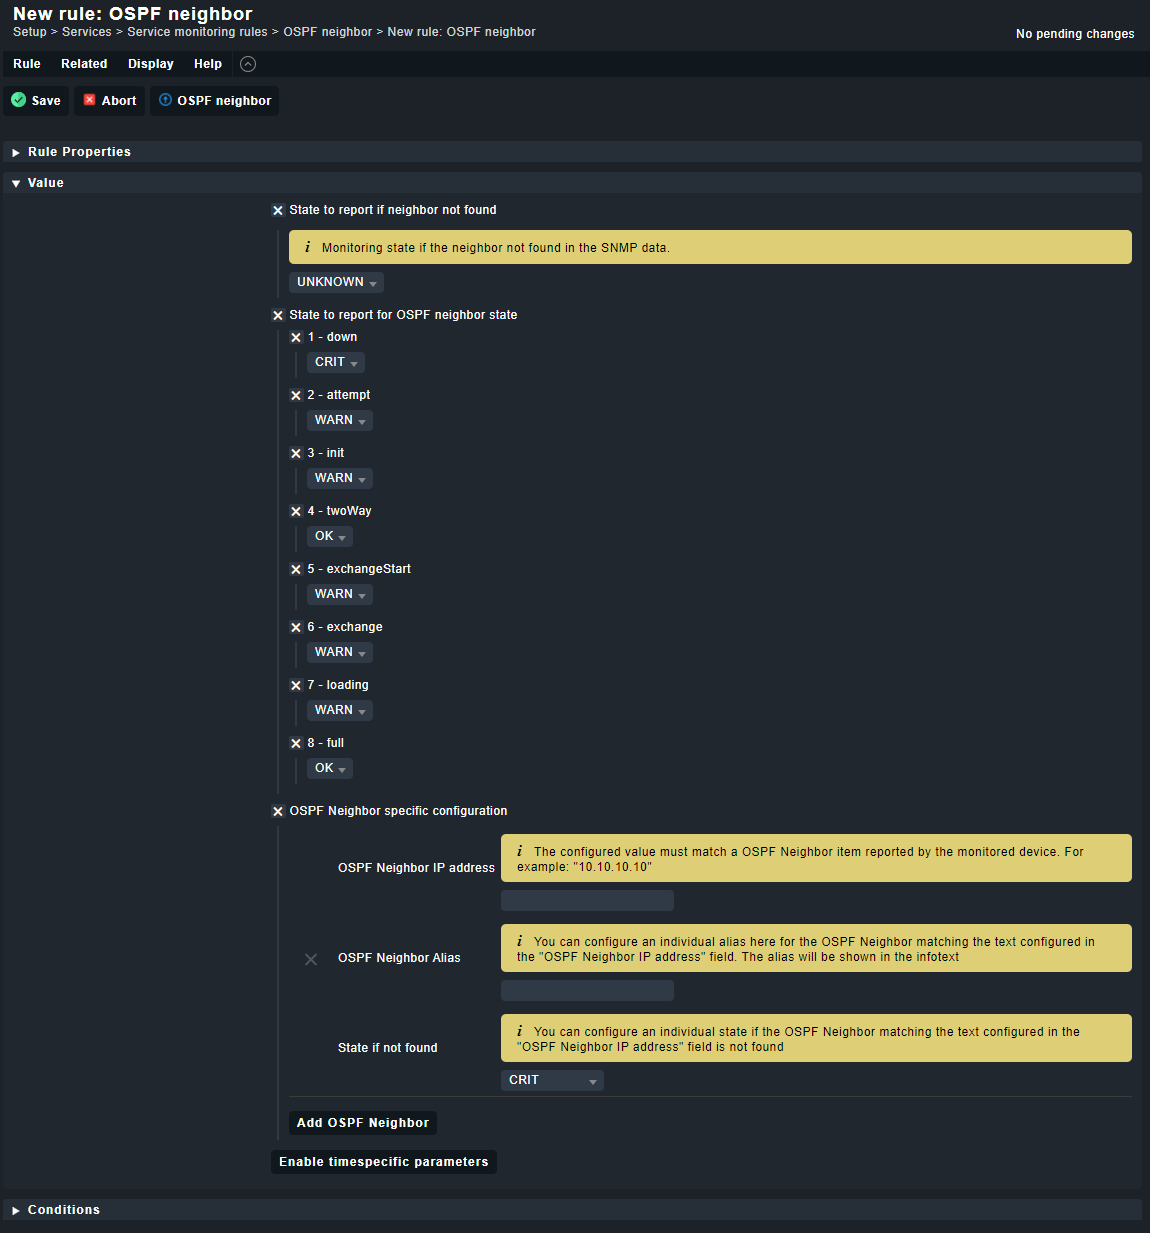 New rule: OSPF neighbor
Setup > Services > Service monitoring rules > OSPF neighbor > New rule: OSPF neighbor
No pending changes
Rule Related Display Help
Save Abort OSPF neighbor
Rule Properties
Value
State to report if neighbor not found
i Monitoring state if the neighbor not found in the SNMP data.
UNKNOWN
State to report for OSPF neighbor state
1 - down
CRIT
2 - attempt
WARN
3 - init
WARN
4 - twoWay
OK
5 - exchangeStart
WARN
6 - exchange
WARN
7 - loading
WARN
8 - full
OK
OSPF Neighbor specific configuration
OSPF Neighbor IP address
i The configured value must match a OSPF Neighbor item reported by the monitored device. For
example: "10.10.10.10"
OSPF Neighbor Alias
i You can configure an individual alias here for the OSPF Neighbor matching the text configured in
the "OSPF Neighbor IP address" field. The alias will be shown in the infotext
State if not found
i You can configure an individual state if the OSPF Neighbor matching the text configured in the
"OSPF Neighbor IP address" field is not found
CRIT
Add OSPF Neighbor
Enable timespecific parameters
Conditions